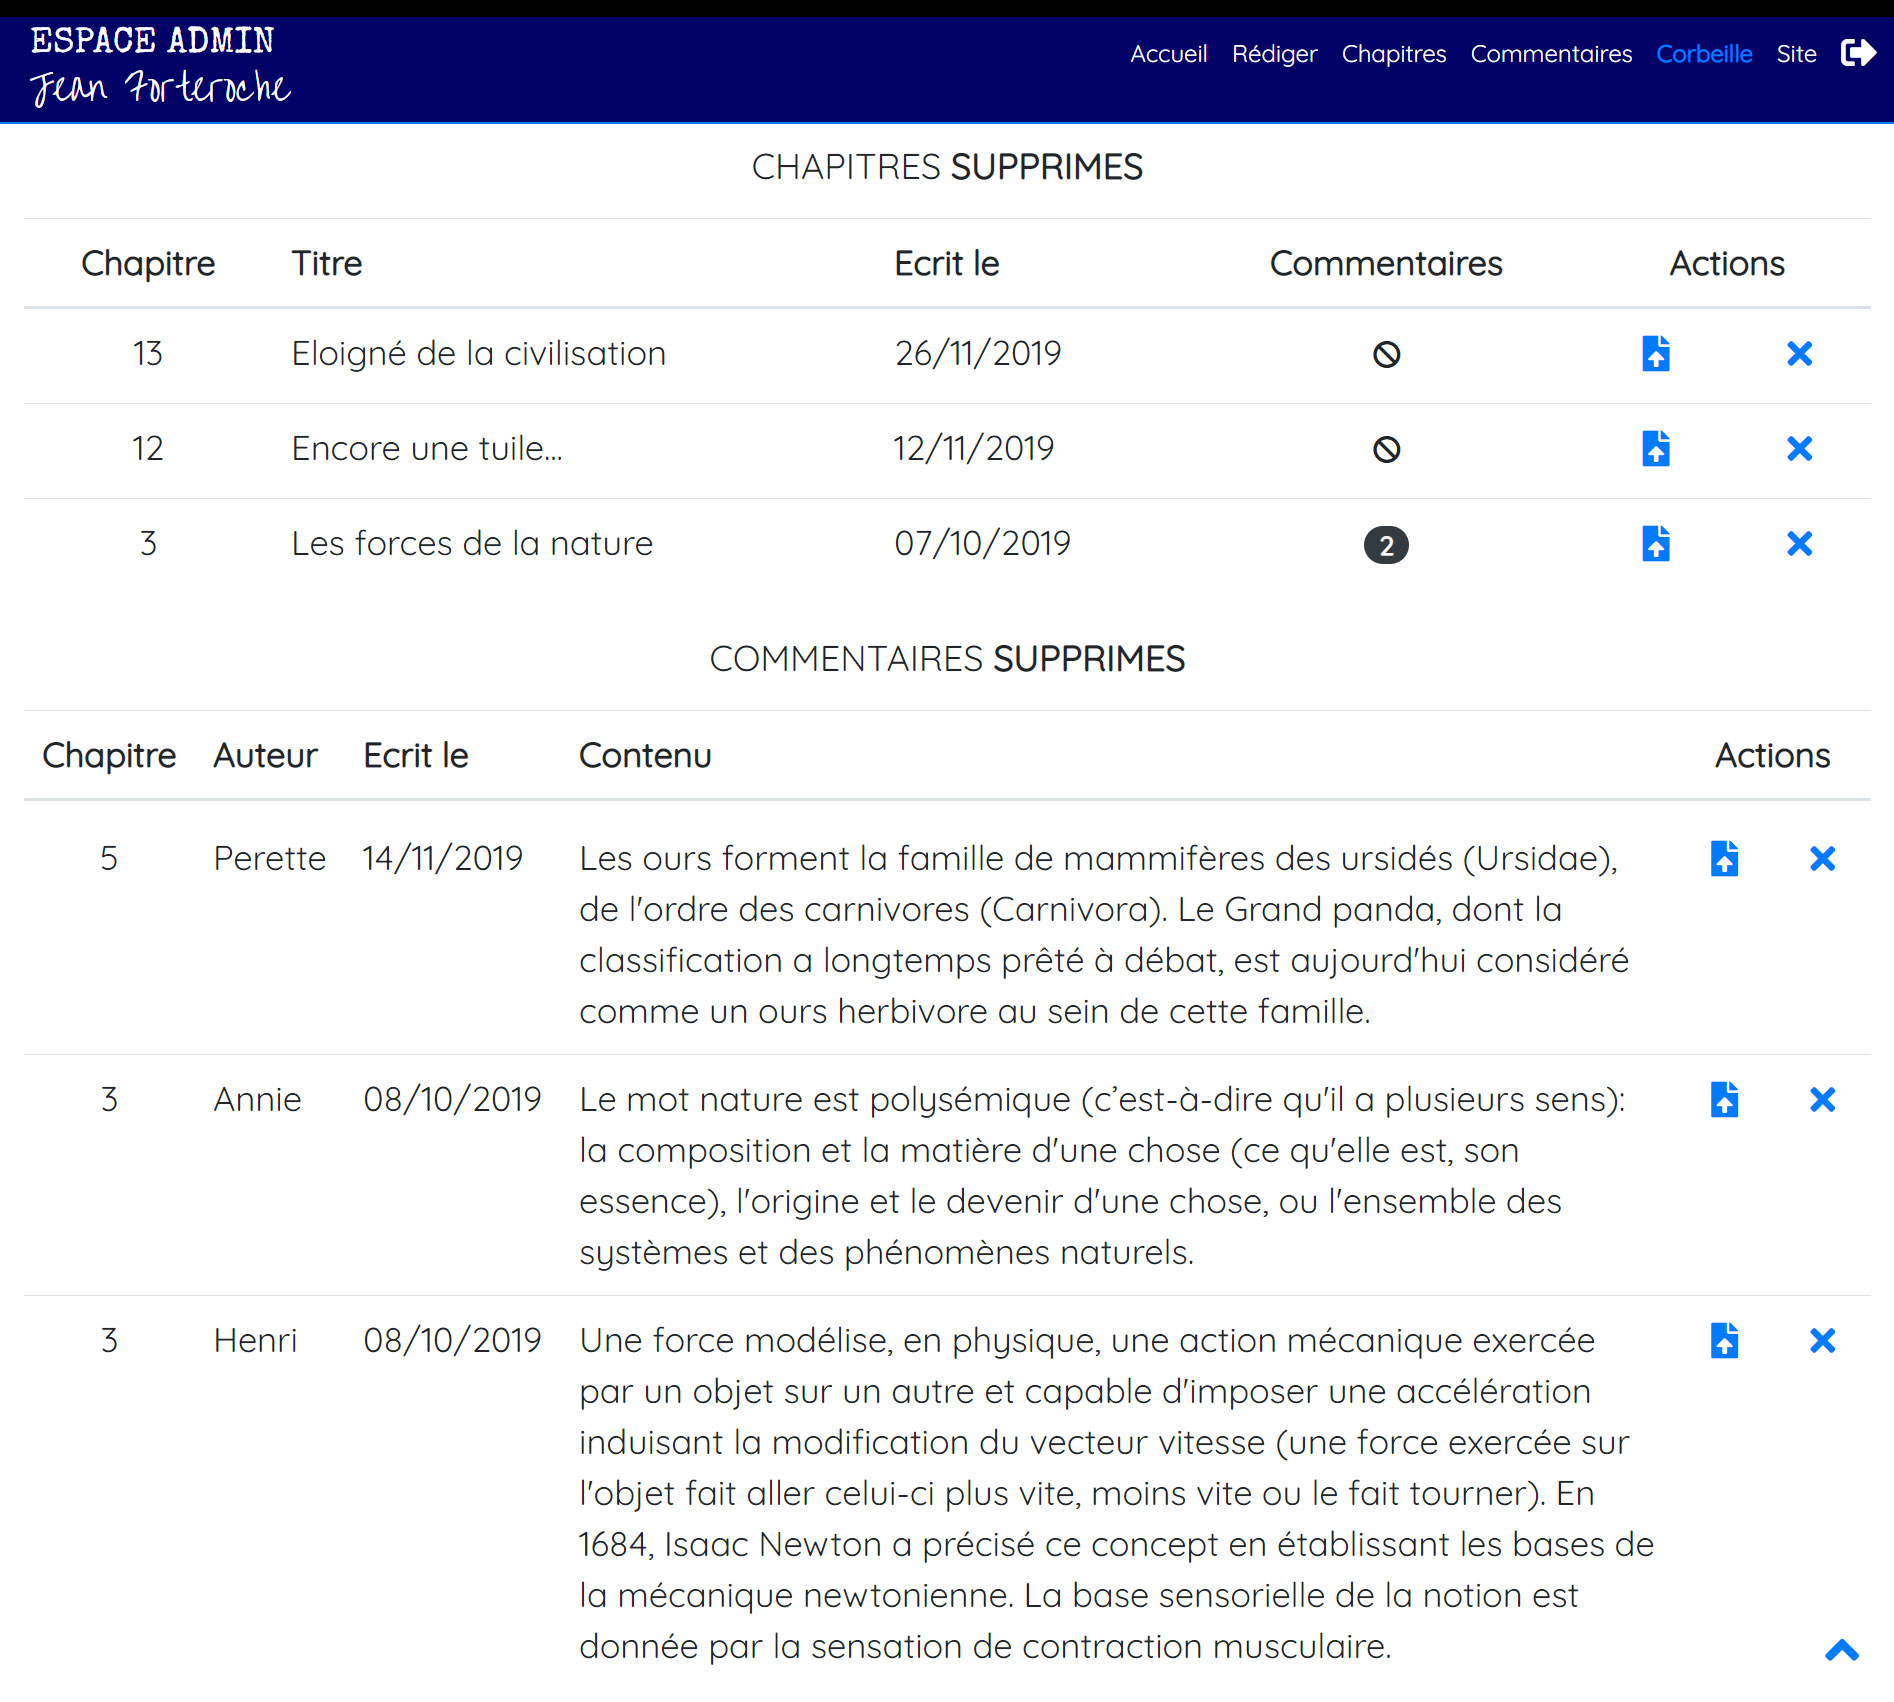 ESPACE ADMIN
Jean Forteroche
Accueil Rédiger Chapitres Commentaires Corbeille Site
CHAPITRES SUPPRIMES
Chapitre Titre Ecrit le Commentaires Actions
13 Eloigné de la civilisation 26/11/2019
12 Encore une tuile... 12/11/2019
3 Les forces de la nature 07/10/2019 2
COMMENTAIRES SUPPRIMES
Chapitre Auteur Ecrit le Contenu Actions
5 Perette 14/11/2019 Les ours forment la famille de mammifères des ursidés (Ursidae),
de l'ordre des carnivores (Carnivora). Le Grand panda, dont la
classification a longtemps prêté à débat, est aujourd'hui considéré
comme un ours herbivore au sein de cette famille.
3 Annie 08/10/2019 Le mot nature est polysémique (c’est-à-dire qu'il a plusieurs sens):
la composition et la matière d'une chose (ce qu'elle est, son
essence), l'origine et le devenir d'une chose, ou l'ensemble des
systèmes et des phénomènes naturels.
3 Henri 08/10/2019 Une force modélise, en physique, une action mécanique exercée
par un objet sur un autre et capable d'imposer une accélération
induisant la modification du vecteur vitesse (une force exercée sur
l'objet fait aller celui-ci plus vite, moins vite ou le fait tourner). En
1684, Isaac Newton a précisé ce concept en établissant les bases de
la mécanique newtonienne. La base sensorielle de la notion est
donnée par la sensation de contraction musculaire.